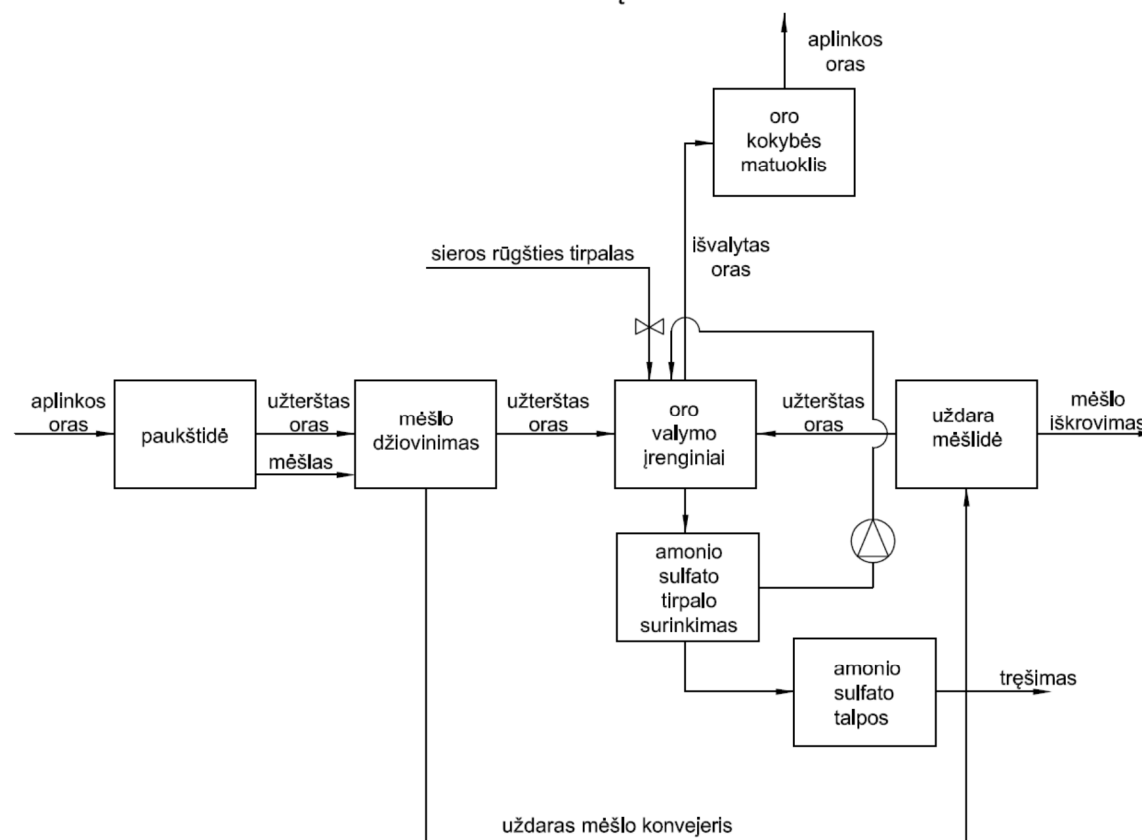 aplinkos
oras
oro
kokybės
matuoklis
sieros rūgšties tirpalas
išvalytas
oras
aplinkos
oras
paukštidė
užterštas
oras
mėšlas
mėšlo
džiovinimas
užterštas
oras
oro
valymo
įrenginiai
užterštas
oras
uždara
mėšlidė
mėšlo
iškrovimas
amonio
sulfato
tirpalo
surinkimas
amonio
sulfato
talpos
tręšimas
uždaras mėšlo konvejeris